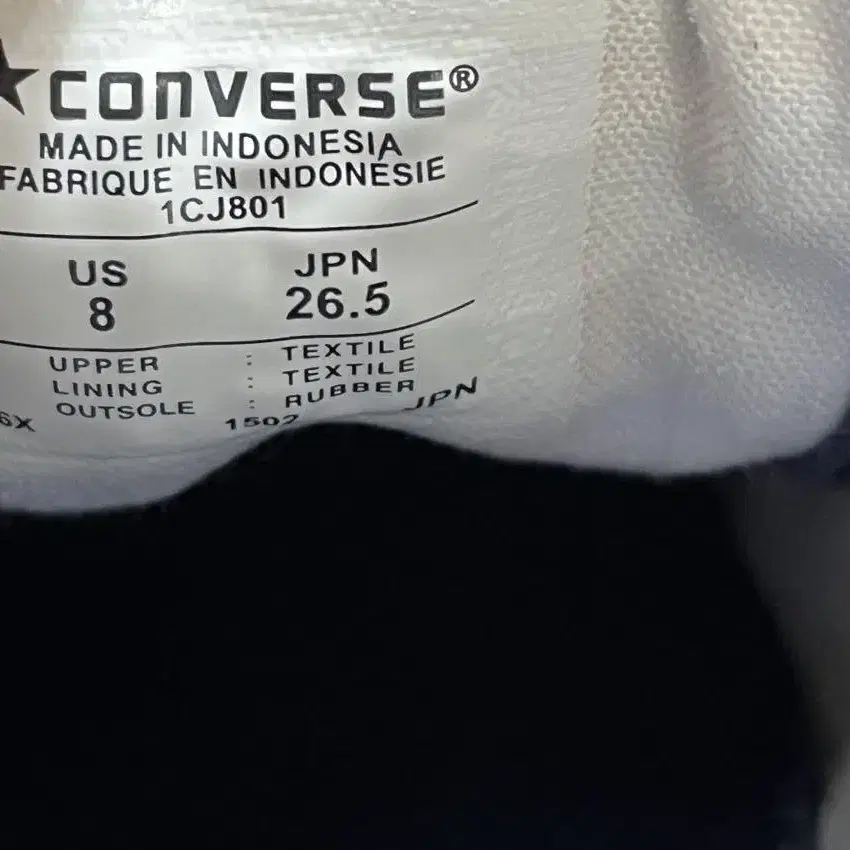 CONVERSE®
MADE IN INDONESIA
FABRIQUE EN INDONÉSIE
1CJ801
US JPN
8 26.5
UPPER : TEXTILE
LINING : TEXTILE
OUTSOLE : RUBBER
6X 1502 JPN